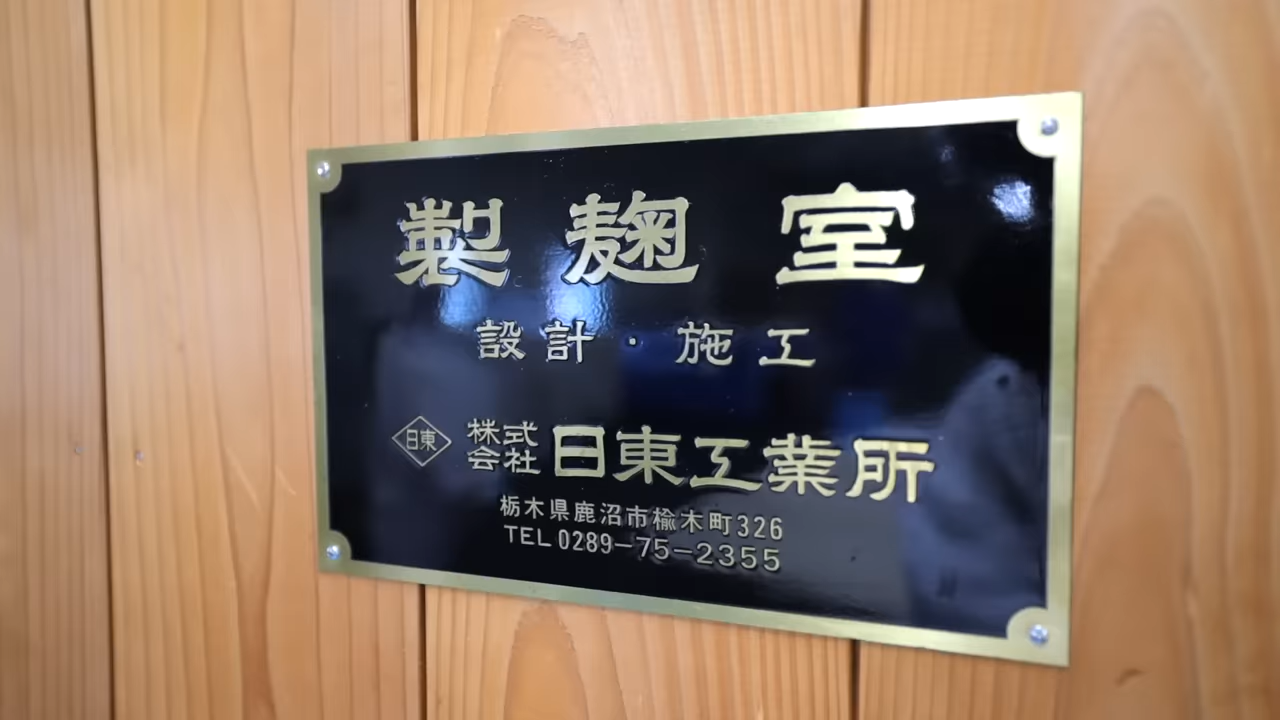 製麹室
設計・施工
日東 株式会社 日東工業所
栃木県鹿沼市楡木町326
TEL 0289-75-2355